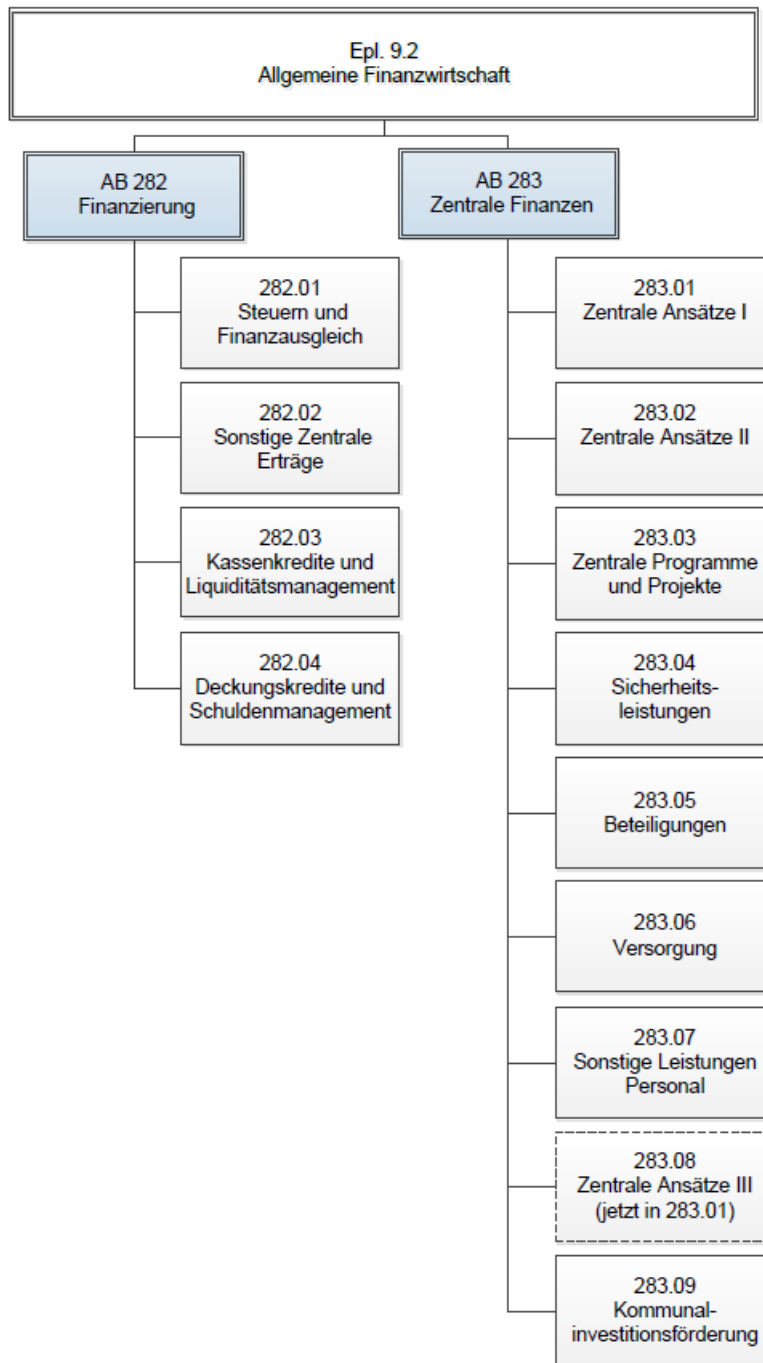 Epl. 9.2
Allgemeine Finanzwirtschaft
AB 282
Finanzierung
AB 283
Zentrale Finanzen
282.01
Steuern und
Finanzausgleich
282.02
Sonstige Zentrale
Erträge
282.03
Kassenkredite und
Liquiditätsmanagement
282.04
Deckungskredite und
Schuldenmanagement
283.01
Zentrale Ansätze I
283.02
Zentrale Ansätze II
283.03
Zentrale Programme
und Projekte
283.04
Sicherheits-
leistungen
283.05
Beteiligungen
283.06
Versorgung
283.07
Sonstige Leistungen
Personal
283.08
Zentrale Ansätze III
(jetzt in 283.01)
283.09
Kommunal-
investitionsförderung